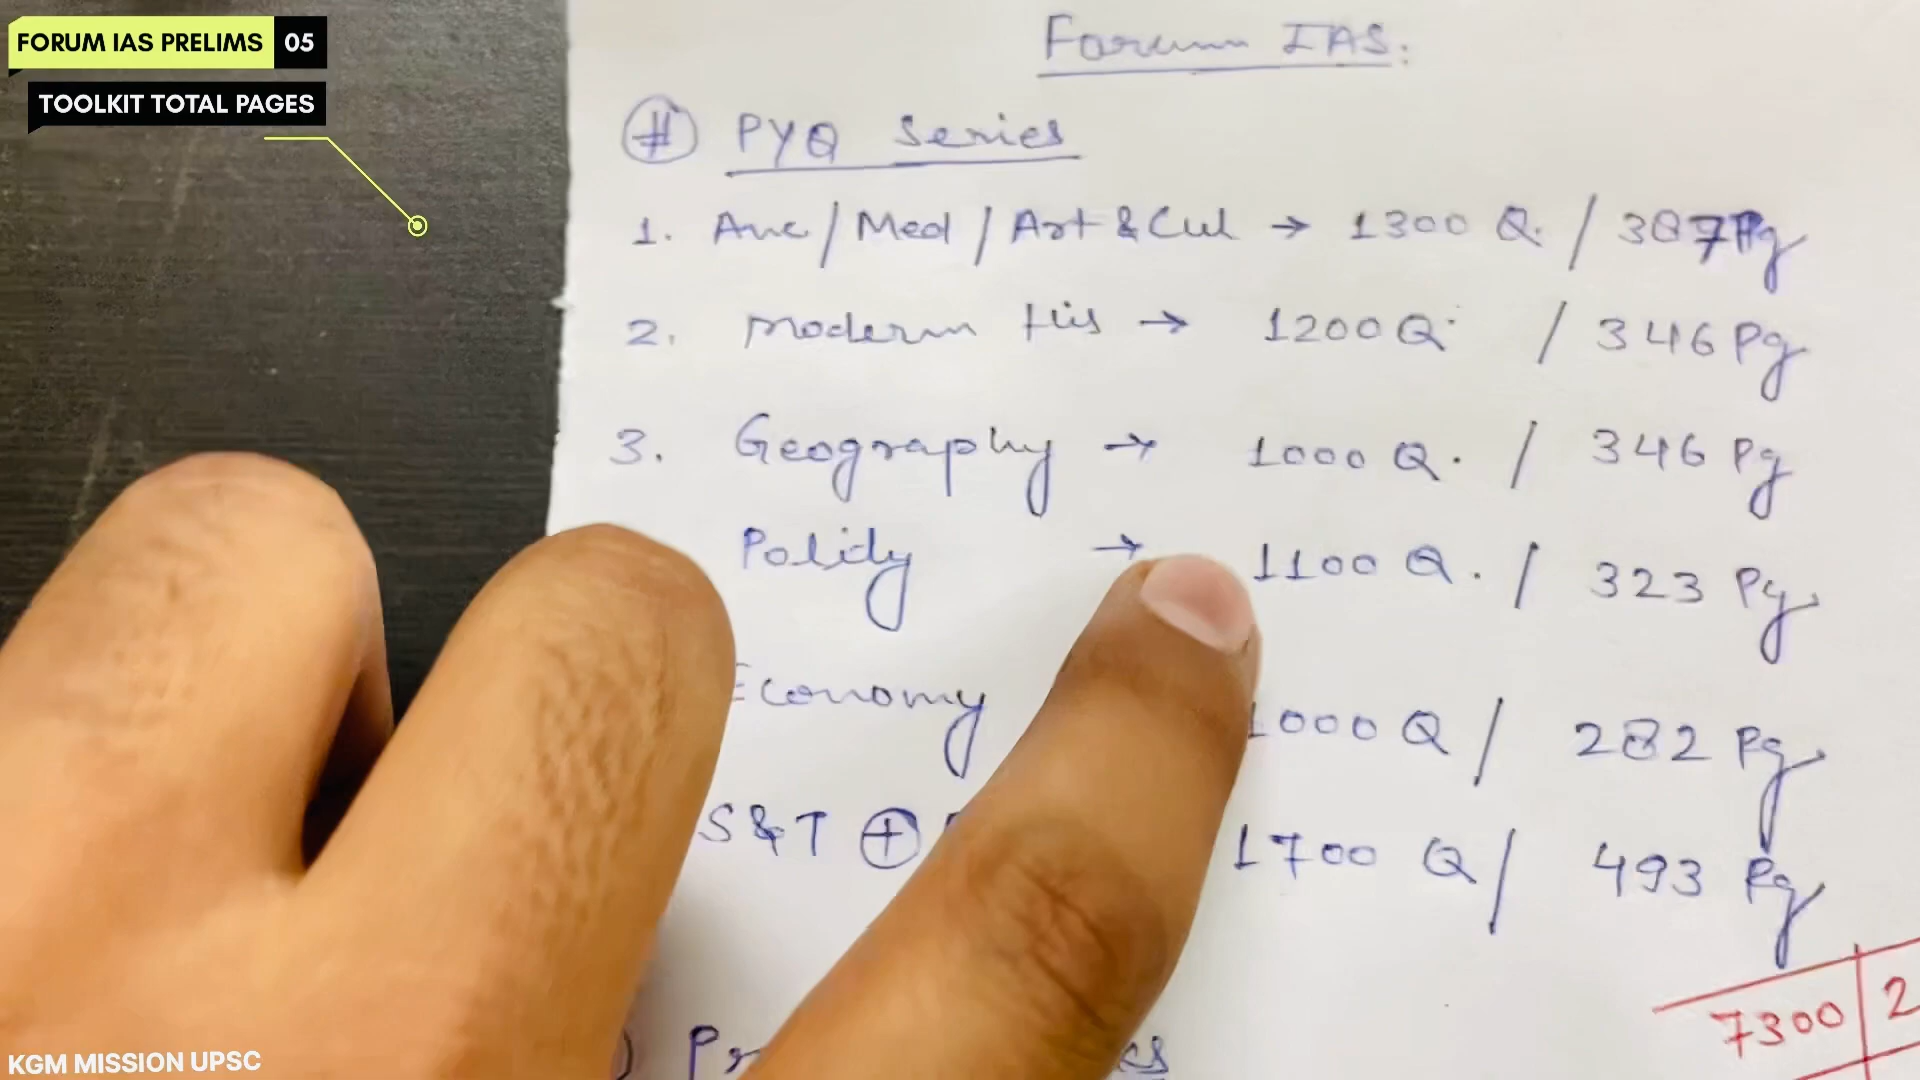 FORUM IAS PRELIMS 05
TOOLKIT TOTAL PAGES
Forum IAS.
# PYQ Series
1. Anc / Med / Art & Cul → 1300 Q. / 387 Pg
2. Modern His → 1200 Q. / 346 Pg
3. Geography → 1000 Q. / 346 Pg
Polity → 1100 Q. / 323 Pg
Economy 1000 Q / 282 Pg
S&T + 1700 Q / 493 Pg
7300 2
KGM MISSION UPSC